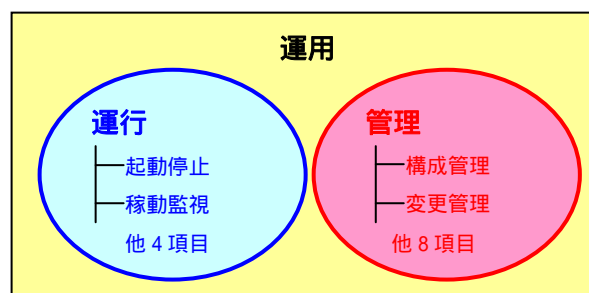 運用
運行
起動停止
稼動監視
他 4 項目
管理
構成管理
変更管理
他 8 項目